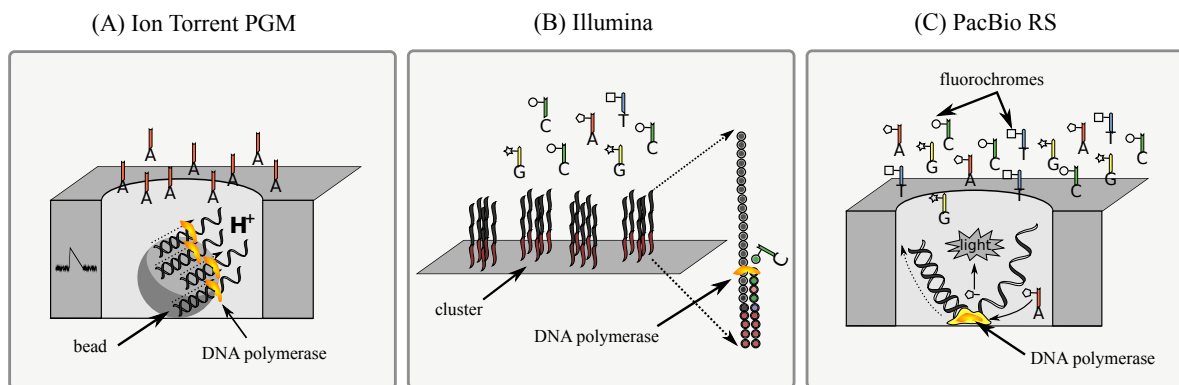 (A) Ion Torrent PGM
A A A A A A A A
H+
bead
DNA polymerase
(B) Illumina
C A T C
G C G
C
cluster
DNA polymerase
(C) PacBio RS
fluorochromes
A C A T C
G C T G G
T A T C
G
light
A
DNA polymerase